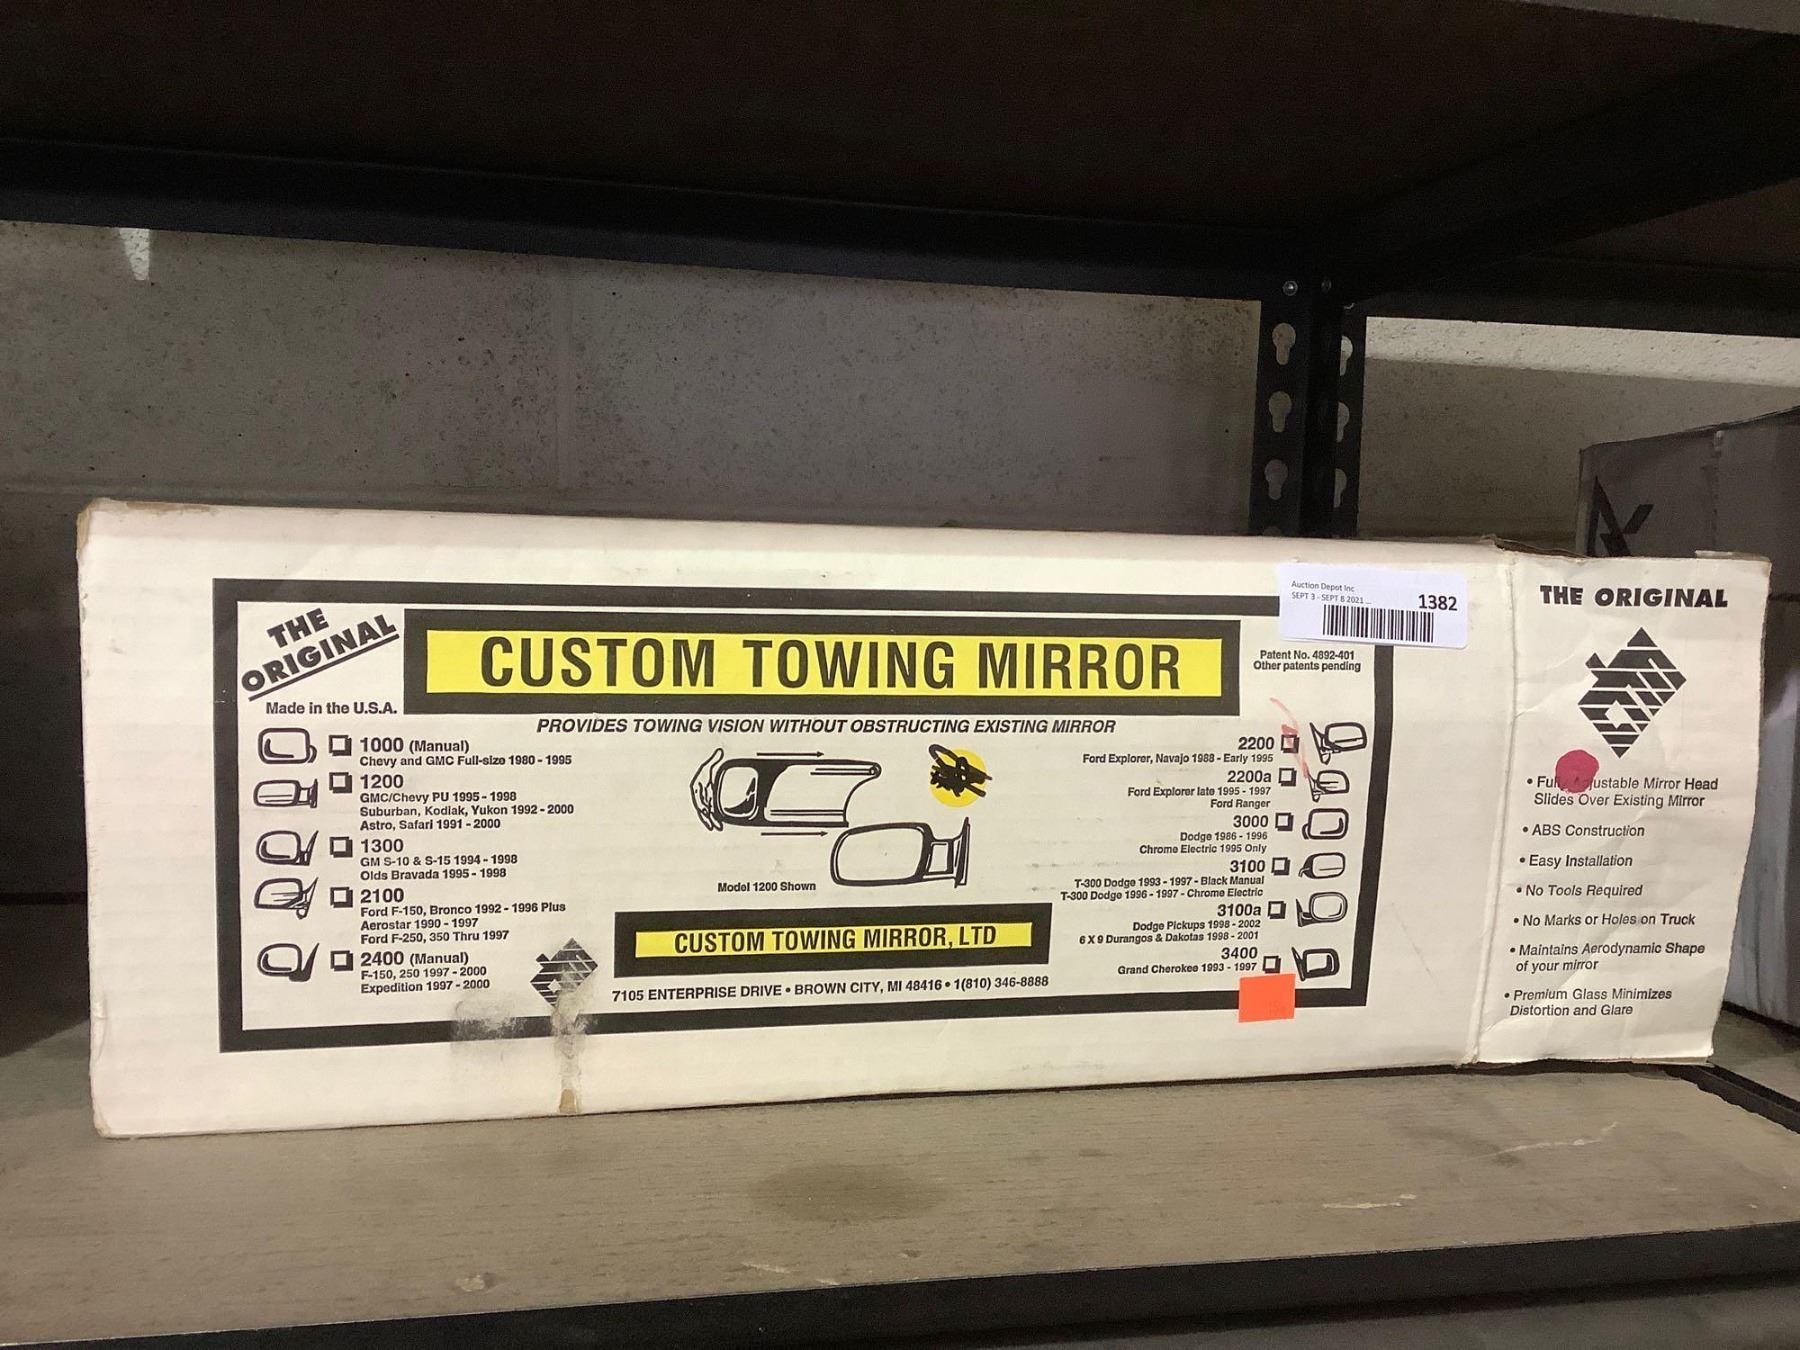 Auction Depot Inc
SEPT 3 - SEPT 8 2021 ...
1382
THE
ORIGINAL
Made in the U.S.A.
CUSTOM TOWING MIRROR
Patent No. 4892-401
Other patents pending
PROVIDES TOWING VISION WITHOUT OBSTRUCTING EXISTING MIRROR
1000 (Manual)
Chevy and GMC Full-size 1980 - 1995
1200
GMC/Chevy PU 1995 - 1998
Suburban, Kodiak, Yukon 1992 - 2000
Astro, Safari 1991 - 2000
1300
GM S-10 & S-15 1994 - 1998
Olds Bravada 1995 - 1998
2100
Ford F-150, Bronco 1992 - 1996 Plus
Aerostar 1990 - 1997
Ford F-250, 350 Thru 1997
2400 (Manual)
F-150, 250 1997 - 2000
Expedition 1997 - 2000
Model 1200 Shown
CUSTOM TOWING MIRROR, LTD
7105 ENTERPRISE DRIVE • BROWN CITY, MI 48416 • 1(810) 346-8888
2200
Ford Explorer, Navajo 1988 - Early 1995
2200a
Ford Explorer late 1995 - 1997
Ford Ranger
3000
Dodge 1986 - 1996
Chrome Electric 1995 Only
3100
T-300 Dodge 1993 - 1997 - Black Manual
T-300 Dodge 1996 - 1997 - Chrome Electric
3100a
Dodge Pickups 1998 - 2002
6 X 9 Durangos & Dakotas 1998 - 2001
3400
Grand Cherokee 1993 - 1997
THE ORIGINAL
• Fully Adjustable Mirror Head
Slides Over Existing Mirror
• ABS Construction
• Easy Installation
• No Tools Required
• No Marks or Holes on Truck
• Maintains Aerodynamic Shape
of your mirror
• Premium Glass Minimizes
Distortion and Glare